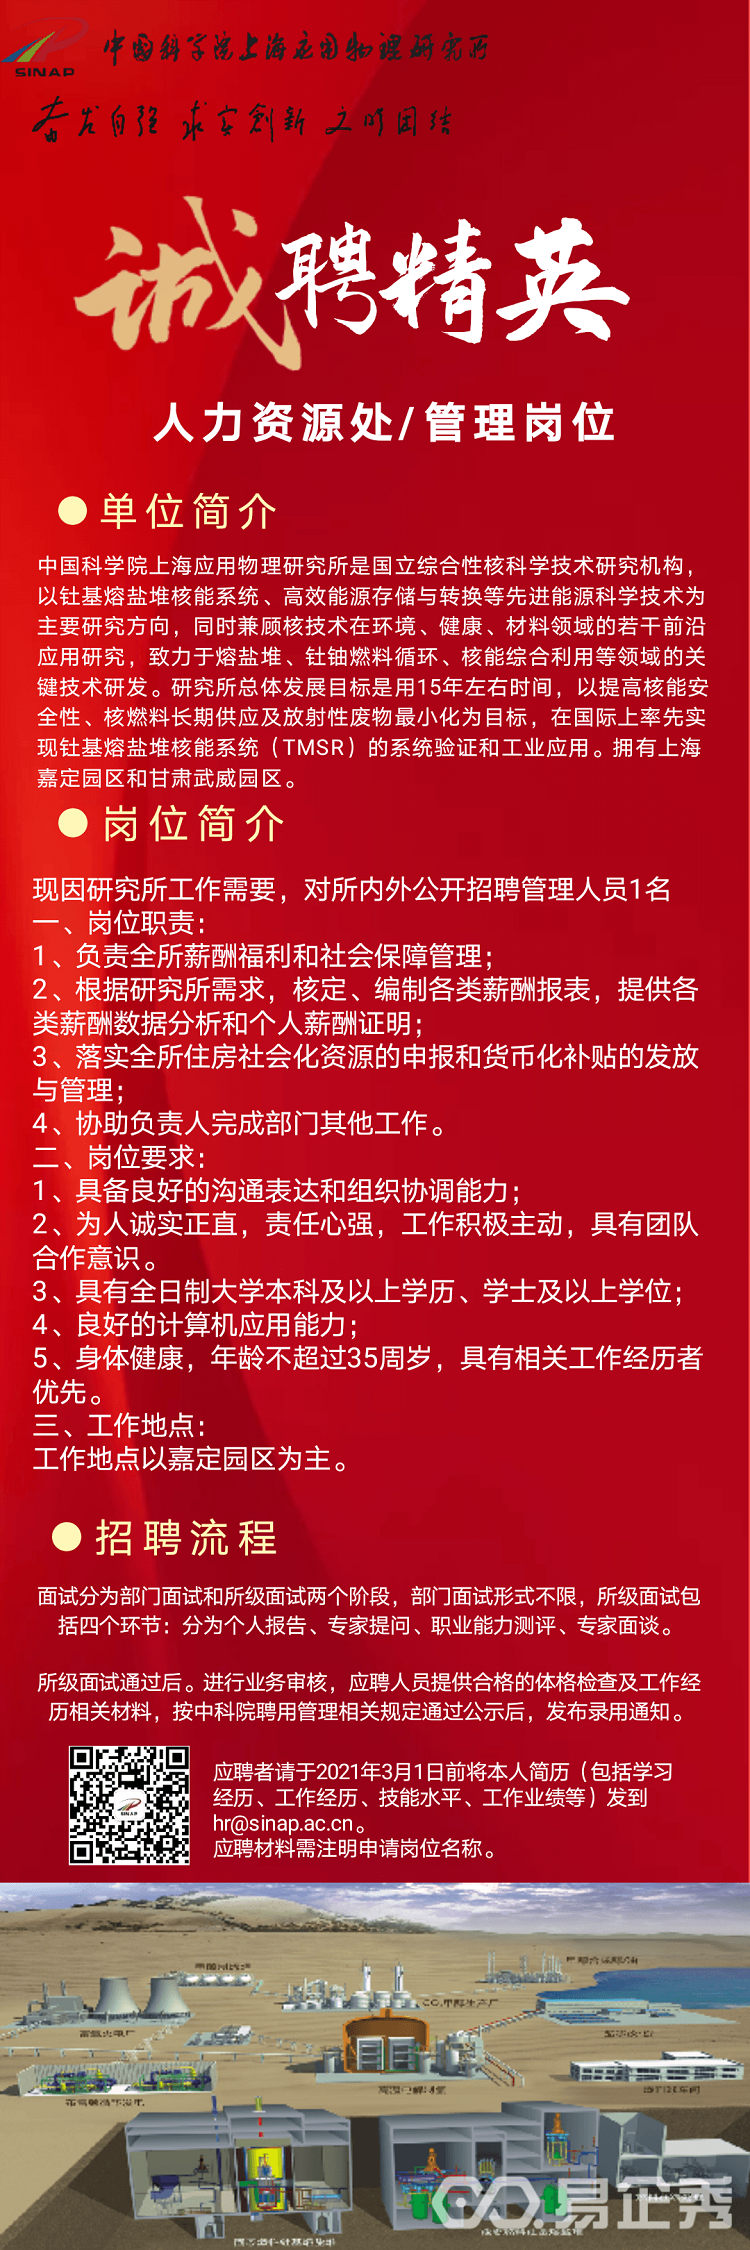 SINAP 中国科学院上海应用物理研究所
奋发自强 求实创新 文明团结
诚聘精英
人力资源处/管理岗位
单位简介
中国科学院上海应用物理研究所是国立综合性核科学技术研究机构，
以钍基熔盐堆核能系统、高效能源存储与转换等先进能源科学技术为
主要研究方向，同时兼顾核技术在环境、健康、材料领域的若干前沿
应用研究，致力于熔盐堆、钍铀燃料循环、核能综合利用等领域的关
键技术研发。研究所总体发展目标是用15年左右时间，以提高核能安
全性、核燃料长期供应及放射性废物最小化为目标，在国际上率先实
现钍基熔盐堆核能系统（TMSR）的系统验证和工业应用。拥有上海
嘉定园区和甘肃武威园区。
岗位简介
现因研究所工作需要，对所内外公开招聘管理人员1名
一、岗位职责：
1、负责全所薪酬福利和社会保障管理；
2、根据研究所需求，核定、编制各类薪酬报表，提供各
类薪酬数据分析和个人薪酬证明；
3、落实全所住房社会化资源的申报和货币化补贴的发放
与管理；
4、协助负责人完成部门其他工作。
二、岗位要求：
1、具备良好的沟通表达和组织协调能力；
2、为人诚实正直，责任心强，工作积极主动，具有团队
合作意识。
3、具有全日制大学本科及以上学历、学士及以上学位；
4、良好的计算机应用能力；
5、身体健康，年龄不超过35周岁，具有相关工作经历者
优先。
三、工作地点：
工作地点以嘉定园区为主。
招聘流程
面试分为部门面试和所级面试两个阶段，部门面试形式不限，所级面试包
括四个环节：分为个人报告、专家提问、职业能力测评、专家面谈。
所级面试通过后。进行业务审核，应聘人员提供合格的体格检查及工作经
历相关材料，按中科院聘用管理相关规定通过公示后，发布录用通知。
SINAP
应聘者请于2021年3月1日前将本人简历（包括学习
经历、工作经历、技能水平、工作业绩等）发到
hr@sinap.ac.cn。
应聘材料需注明申请岗位名称。
易企秀